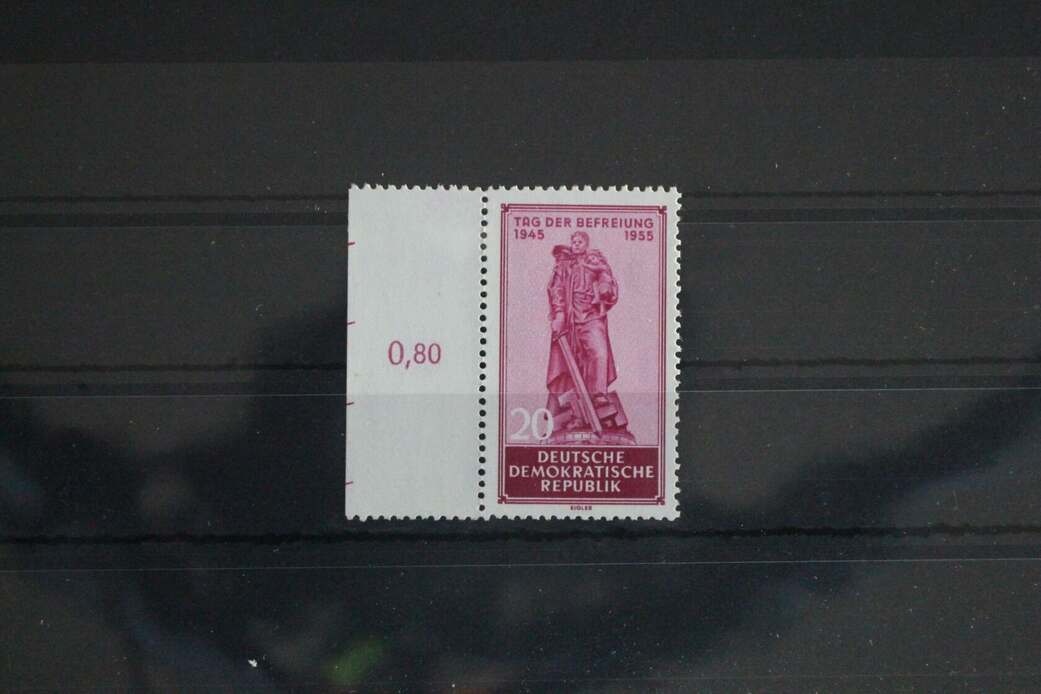 TAG DER BEFREIUNG
1945 1955
0,80
20
DEUTSCHE
DEMOKRATISCHE
REPUBLIK
EIGLER